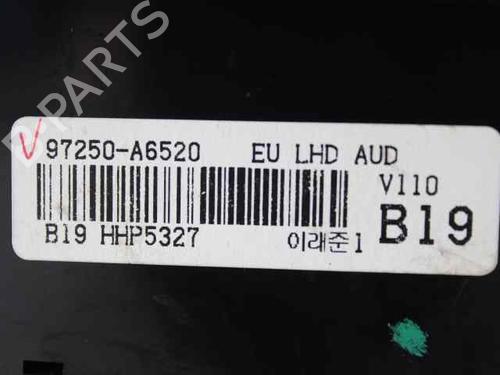 97250-A6520 EU LHD AUD
V110
B19
B19 HHP5327 이래준1
B-PARTS